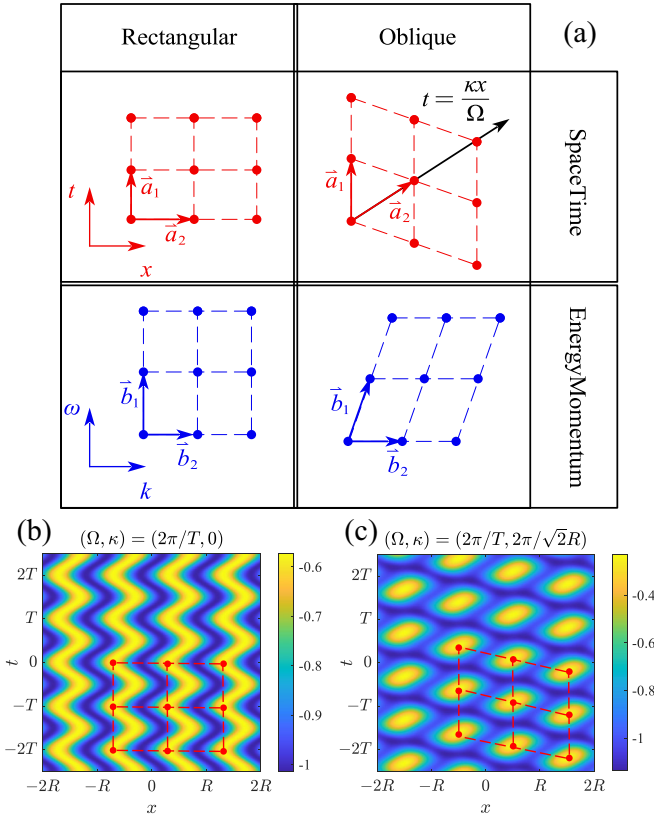 Rectangular Oblique (a)
t = κx/Ω
a⃗₁ a⃗₁
t a⃗₂ a⃗₂
x
SpaceTime
b⃗₁ b⃗₁
ω b⃗₂ b⃗₂
k
EnergyMomentum
(b) (Ω, κ) = (2π/T, 0)
2T
T
0
−T
−2T
t
−2R −R 0 R 2R
x
-0.6
-0.7
-0.8
-0.9
-1
(c) (Ω, κ) = (2π/T, 2π/√2R)
2T
T
0
−T
−2T
t
−2R −R 0 R 2R
x
-0.4
-0.6
-0.8
-1